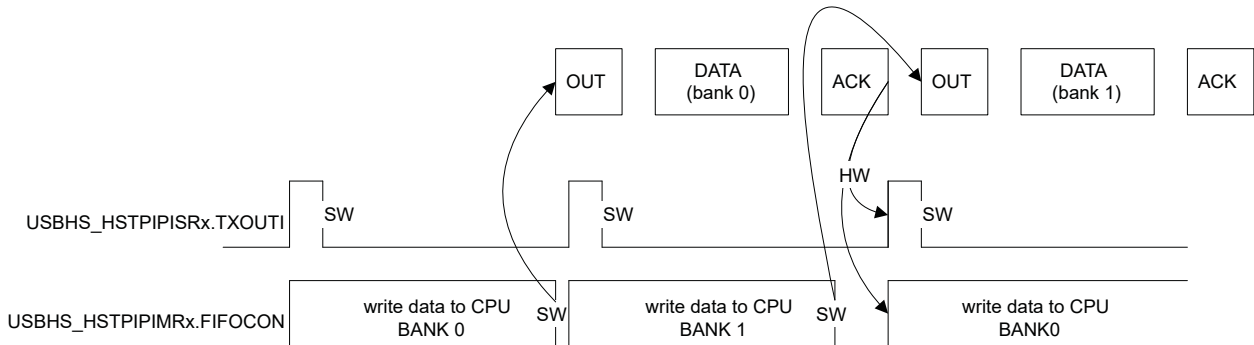 OUT
DATA
(bank 0)
ACK
OUT
DATA
(bank 1)
ACK
HW
USBHS_HSTPIPISRx.TXOUTI
SW
SW
SW
USBHS_HSTPIPIMRx.FIFOCON
write data to CPU
BANK 0
SW
write data to CPU
BANK 1
SW
write data to CPU
BANK0